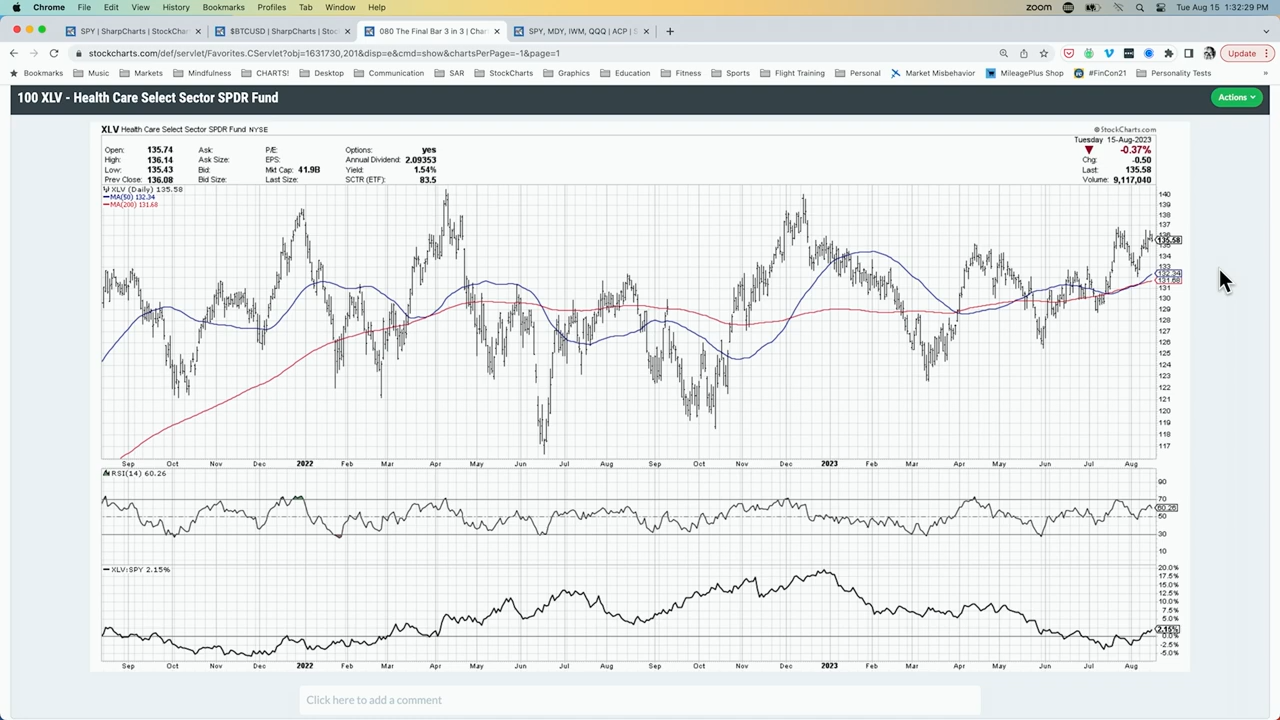 Chrome File Edit View History Bookmarks Profiles Tab Window Help zoom Tue Aug 15 1:32:29 PM
SPY | SharpCharts | StockChar × $BTCUSD | SharpCharts | Stoc × 080 The Final Bar 3 in 3 | Char × SPY, MDY, IWM, QQQ | ACP | S × +
stockcharts.com/def/servlet/Favorites.CServlet?obj=1631730,201&disp=e&cmd=show&chartsPerPage=-1&page=1 Update
Bookmarks Music Markets Mindfulness CHARTS! Desktop Communication SAR StockCharts Graphics Education Fitness Sports Flight Training Personal Market Misbehavior MileagePlus Shop #FinCon21 Personality Tests »
100 XLV - Health Care Select Sector SPDR Fund Actions
XLV Health Care Select Sector SPDR Fund NYSE @StockCharts.com
Tuesday 15-Aug-2023
Open: 135.74 Ask: P/E: Options: yes ▼ -0.37%
High: 136.14 Ask Size: EPS: Annual Dividend: 2.09353 Chg: -0.50
Low: 135.43 Bid: Mkt Cap: 41.9B Yield: 1.54% Last: 135.58
Prev Close: 136.08 Bid Size: Last Size: SCTR (ETF): 83.5 Volume: 9,117,040
XLV (Daily) 135.58
MA(50) 132.34
MA(200) 131.68
140
139
138
137
136
135.58
135
134
133
132.34
131.68
131
130
129
128
127
126
125
124
123
122
121
120
119
118
117
Sep Oct Nov Dec 2022 Feb Mar Apr May Jun Jul Aug Sep Oct Nov Dec 2023 Feb Mar Apr May Jun Jul Aug
RSI(14) 60.26
90
70
60.26
50
30
10
XLV:SPY 2.15%
20.0%
17.5%
15.0%
12.5%
10.0%
7.5%
5.0%
2.15%
0.0%
-2.5%
-5.0%
Sep Oct Nov Dec 2022 Feb Mar Apr May Jun Jul Aug Sep Oct Nov Dec 2023 Feb Mar Apr May Jun Jul Aug
Click here to add a comment